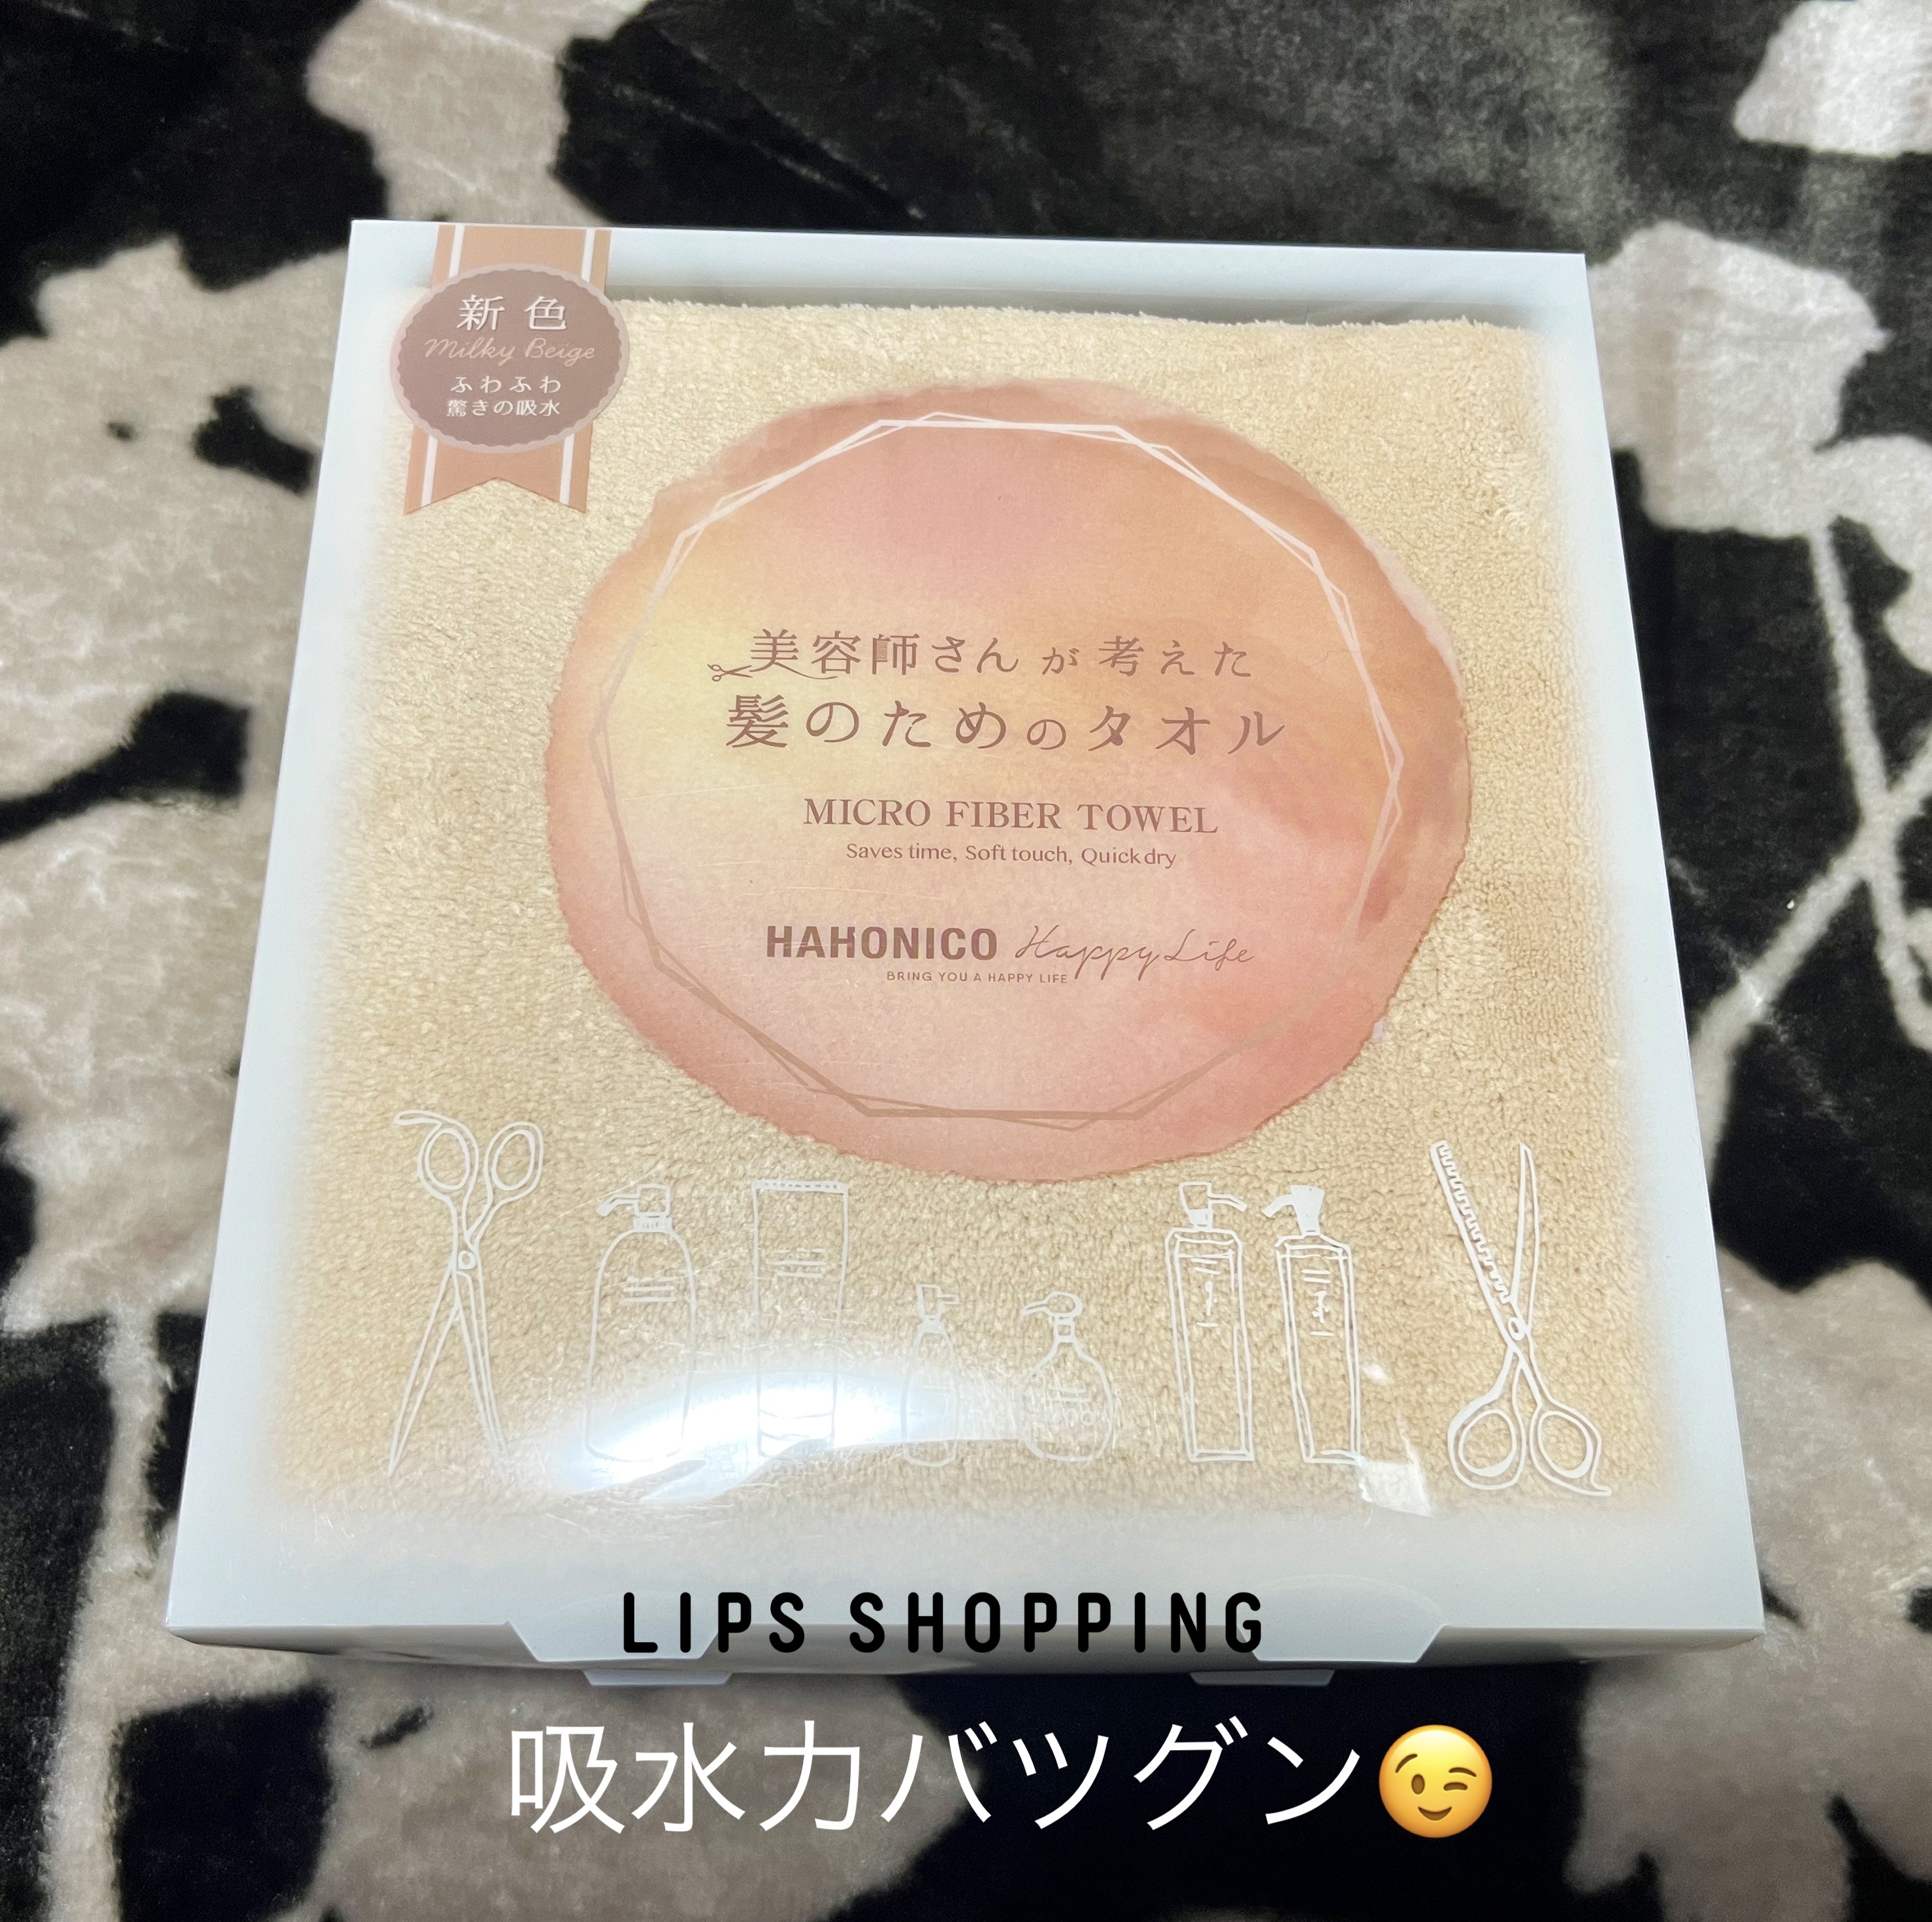 新色
Milky Beige
ふわふわ
驚きの吸水
美容師さんが考えた
髪のためのタオル
MICRO FIBER TOWEL
Saves time, Soft touch, Quick dry
HAHONICO Happy Life
BRING YOU A HAPPY LIFE
LIPS SHOPPING
吸水力バツグン😉